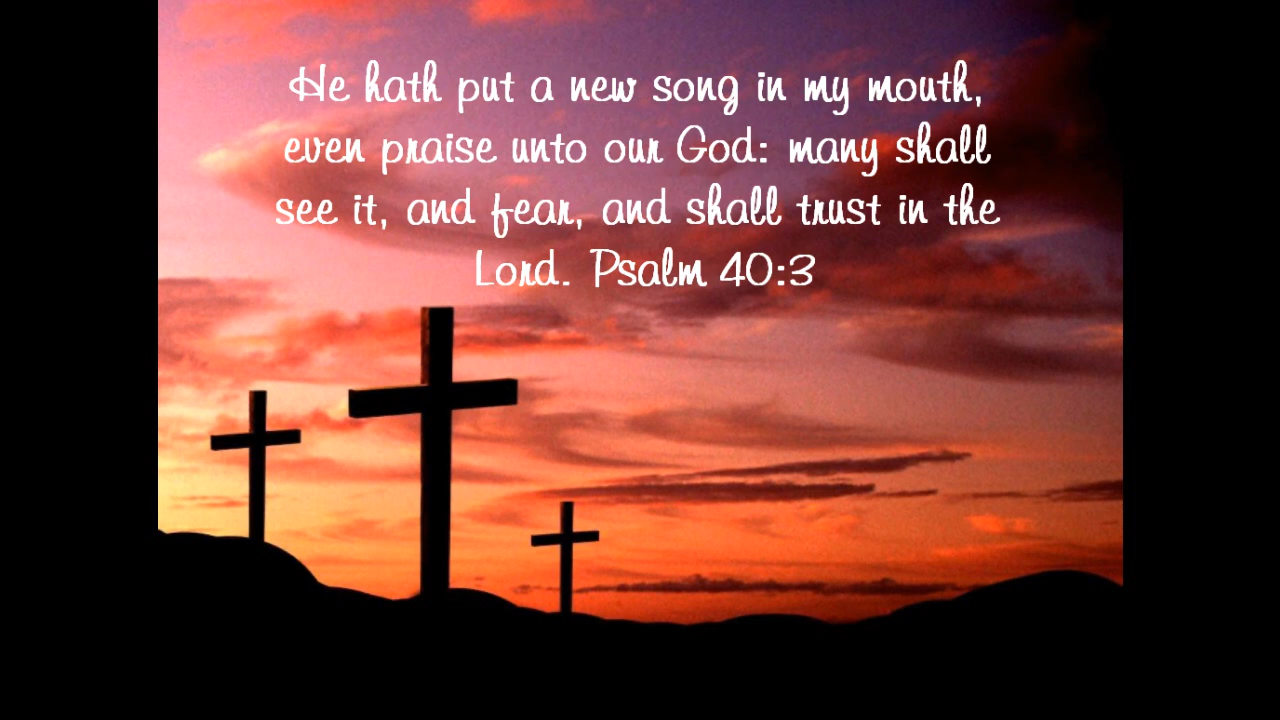 He hath put a new song in my mouth,
even praise unto our God: many shall
see it, and fear, and shall trust in the
Lord. Psalm 40:3